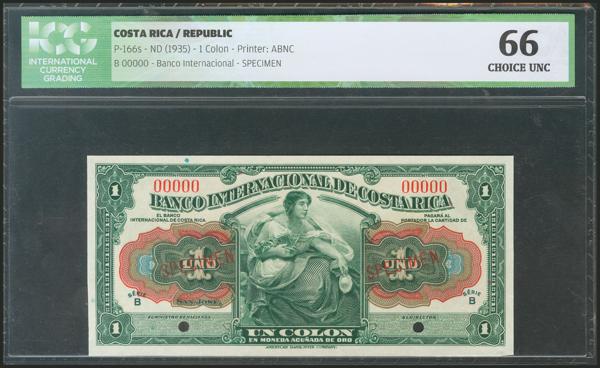 ICG
INTERNATIONAL
CURRENCY
GRADING
COSTA RICA / REPUBLIC
P-166s - ND (1935) - 1 Colon - Printer: ABNC
B 00000 - Banco Internacional - SPECIMEN
66
CHOICE UNC
1
00000
00000
1
BANCO INTERNACIONAL DE COSTA RICA
EL BANCO
INTERNACIONAL DE COSTA RICA
PAGARÁ AL
PORTADOR LA CANTIDAD DE
UNO
SPECIMEN
SPECIMEN
UNO
SERIE
B
SAN JOSÉ,
SERIE
B
1
1
UN COLON
EN MONEDA ACUÑADA DE ORO
AMERICAN BANK NOTE COMPANY.